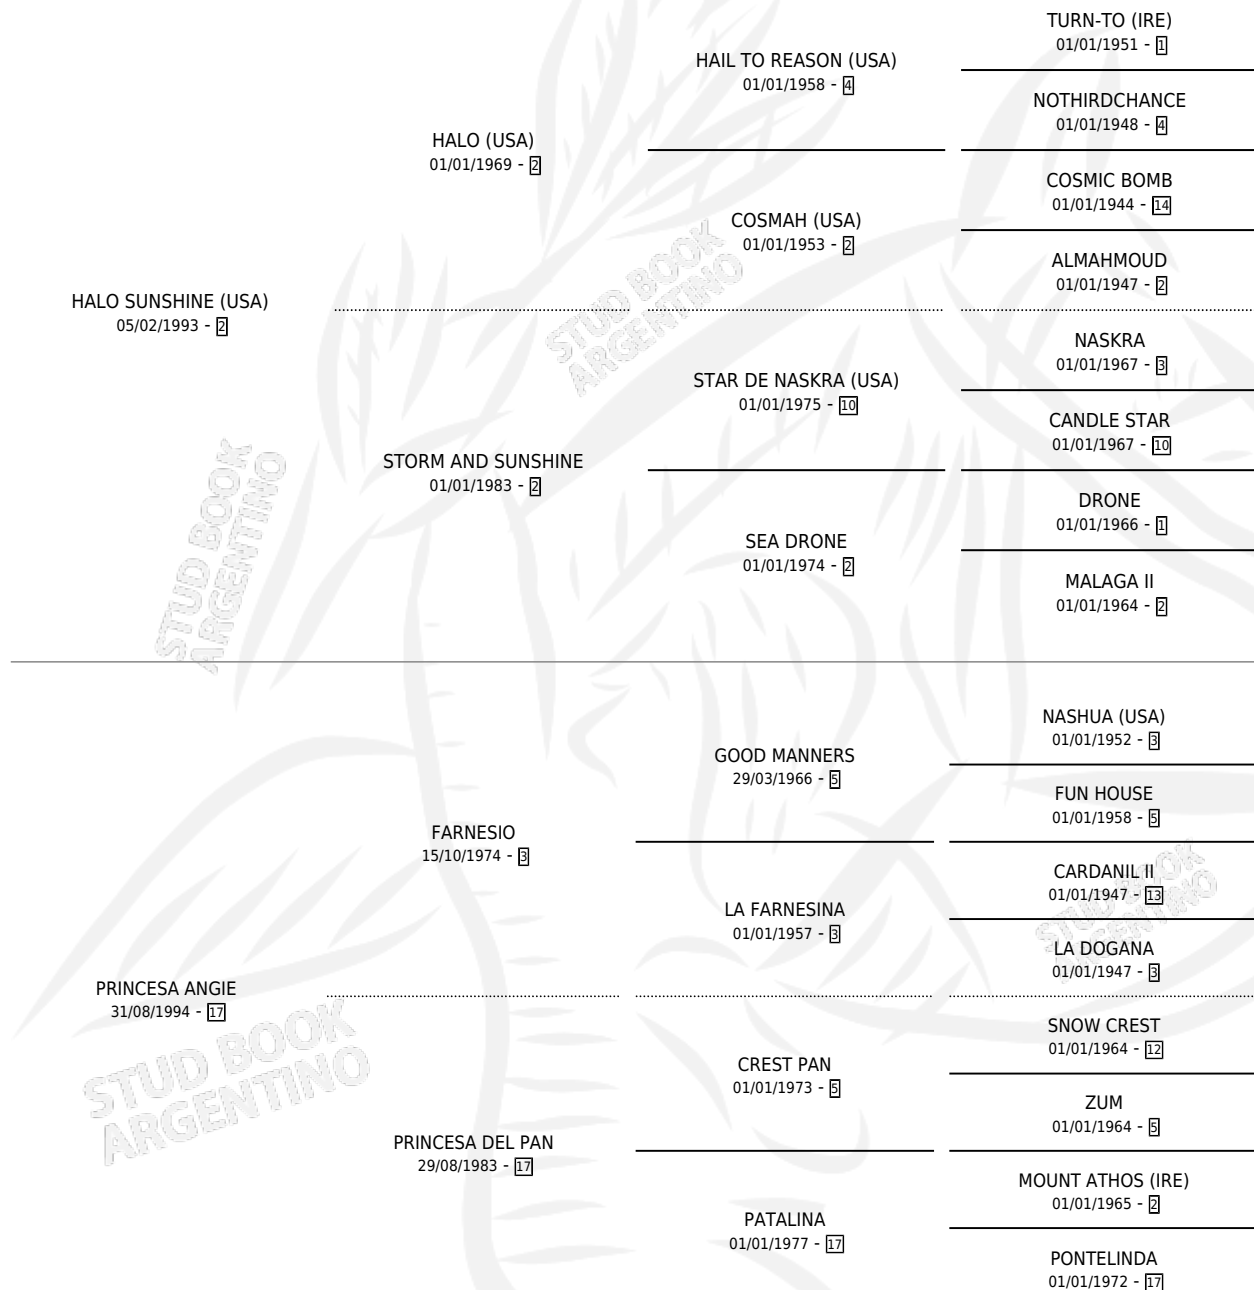 TURN-TO (IRE)
01/01/1951 - 1
HAIL TO REASON (USA)
01/01/1958 - 4
NOTHIRDCHANCE
01/01/1948 - 4
HALO (USA)
01/01/1969 - 2
COSMIC BOMB
01/01/1944 - 14
COSMAH (USA)
01/01/1953 - 2
ALMAHMOUD
01/01/1947 - 2
HALO SUNSHINE (USA)
05/02/1993 - 2
NASKRA
01/01/1967 - 3
STAR DE NASKRA (USA)
01/01/1975 - 10
CANDLE STAR
01/01/1967 - 10
STORM AND SUNSHINE
01/01/1983 - 2
DRONE
01/01/1966 - 1
SEA DRONE
01/01/1974 - 2
MALAGA II
01/01/1964 - 2
NASHUA (USA)
01/01/1952 - 3
GOOD MANNERS
29/03/1966 - 5
FUN HOUSE
01/01/1958 - 5
FARNESIO
15/10/1974 - 3
CARDANIL II
01/01/1947 - 13
LA FARNESINA
01/01/1957 - 3
LA DOGANA
01/01/1947 - 3
PRINCESA ANGIE
31/08/1994 - 17
SNOW CREST
01/01/1964 - 12
CREST PAN
01/01/1973 - 5
ZUM
01/01/1964 - 5
PRINCESA DEL PAN
29/08/1983 - 17
MOUNT ATHOS (IRE)
01/01/1965 - 2
PATALINA
01/01/1977 - 17
PONTELINDA
01/01/1972 - 17
STUD BOOK
ARGENTINO
STUD BOOK
ARGENTINO
STUD BOOK
ARGENTINO
STUD BOOK
ARGENTINO